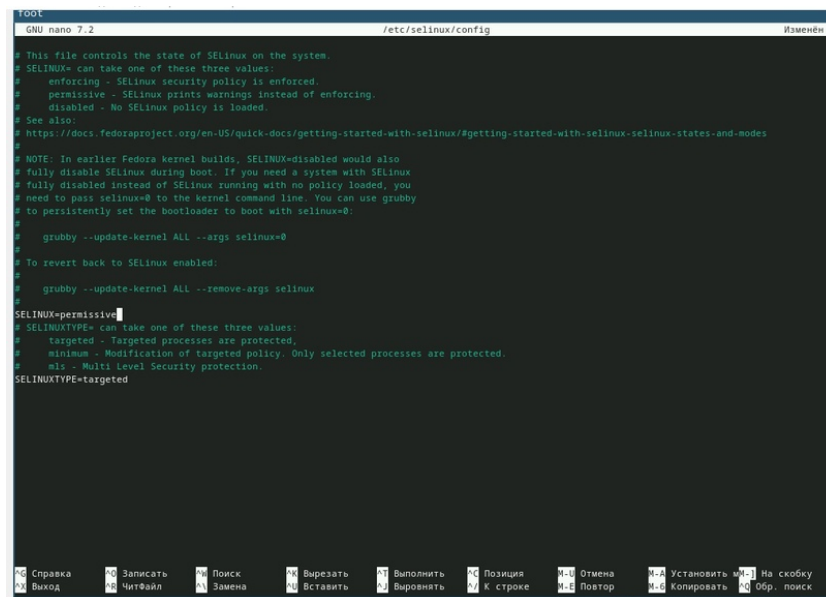 foot
GNU nano 7.2 /etc/selinux/config Изменён
# This file controls the state of SELinux on the system.
# SELINUX= can take one of these three values:
#     enforcing - SELinux security policy is enforced.
#     permissive - SELinux prints warnings instead of enforcing.
#     disabled - No SELinux policy is loaded.
# See also:
# https://docs.fedoraproject.org/en-US/quick-docs/getting-started-with-selinux/#getting-started-with-selinux-selinux-states-and-modes
#
# NOTE: In earlier Fedora kernel builds, SELINUX=disabled would also
# fully disable SELinux during boot. If you need a system with SELinux
# fully disabled instead of SELinux running with no policy loaded, you
# need to pass selinux=0 to the kernel command line. You can use grubby
# to persistently set the bootloader to boot with selinux=0:
#
#    grubby --update-kernel ALL --args selinux=0
#
# To revert back to SELinux enabled:
#
#    grubby --update-kernel ALL --remove-args selinux
#
SELINUX=permissive
# SELINUXTYPE= can take one of these three values:
#     targeted - Targeted processes are protected,
#     minimum - Modification of targeted policy. Only selected processes are protected.
#     mls - Multi Level Security protection.
SELINUXTYPE=targeted
^G Справка ^O Записать ^W Поиск ^K Вырезать ^T Выполнить ^C Позиция M-U Отмена M-A Установить м M-] На скобку
^X Выход ^R ЧитФайл ^\ Замена ^U Вставить ^J Выровнять ^/ К строке M-E Повтор M-6 Копировать ^Q Обр. поиск